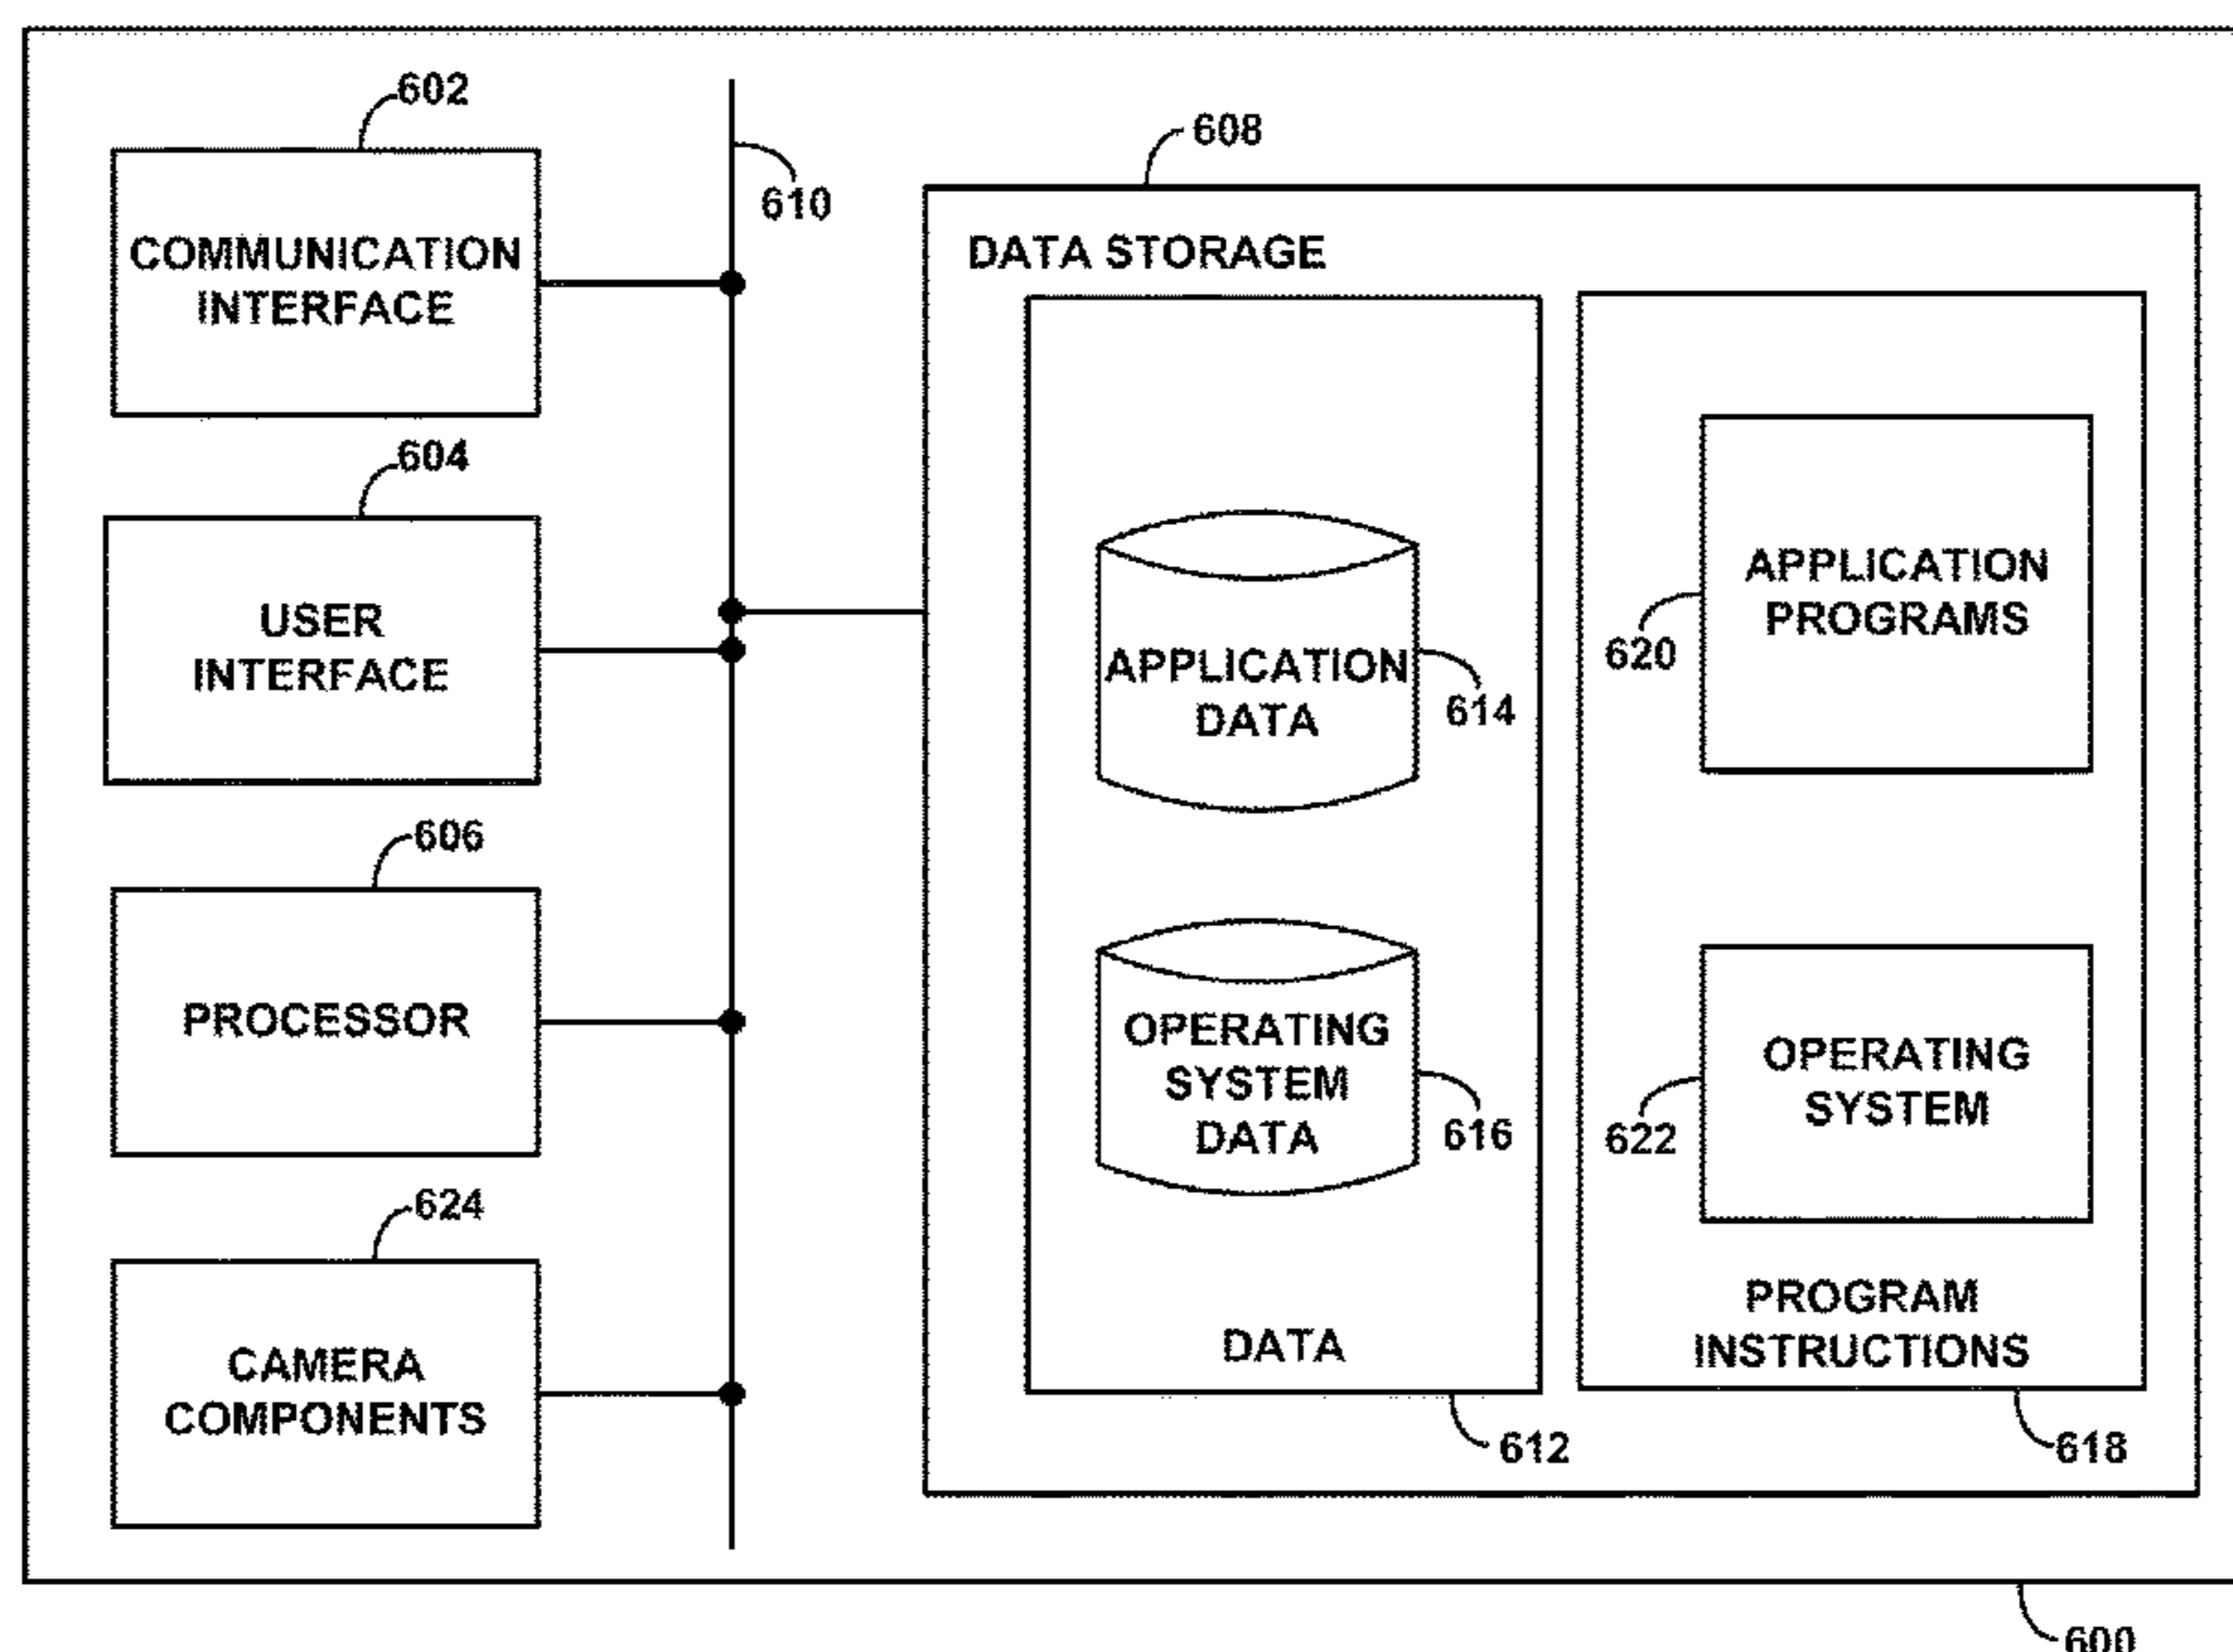 602
COMMUNICATION
INTERFACE
604
USER
INTERFACE
606
PROCESSOR
624
CAMERA
COMPONENTS
610
608
DATA STORAGE
APPLICATION
DATA
614
OPERATING
SYSTEM
DATA
616
DATA
612
APPLICATION
PROGRAMS
620
OPERATING
SYSTEM
622
PROGRAM
INSTRUCTIONS
618
600